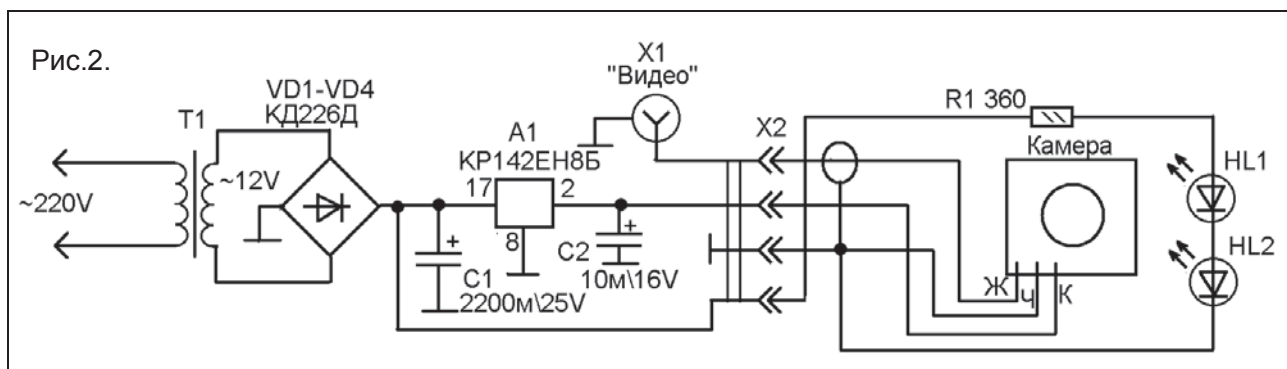 Рис.2.
~220V
T1
~12V
VD1-VD4
КД226Д
A1
КР142ЕН8Б
17
2
8
C1
2200м\25V
C2
10м\16V
X1
"Видео"
X2
R1 360
Камера
Ж
Ч
К
HL1
HL2